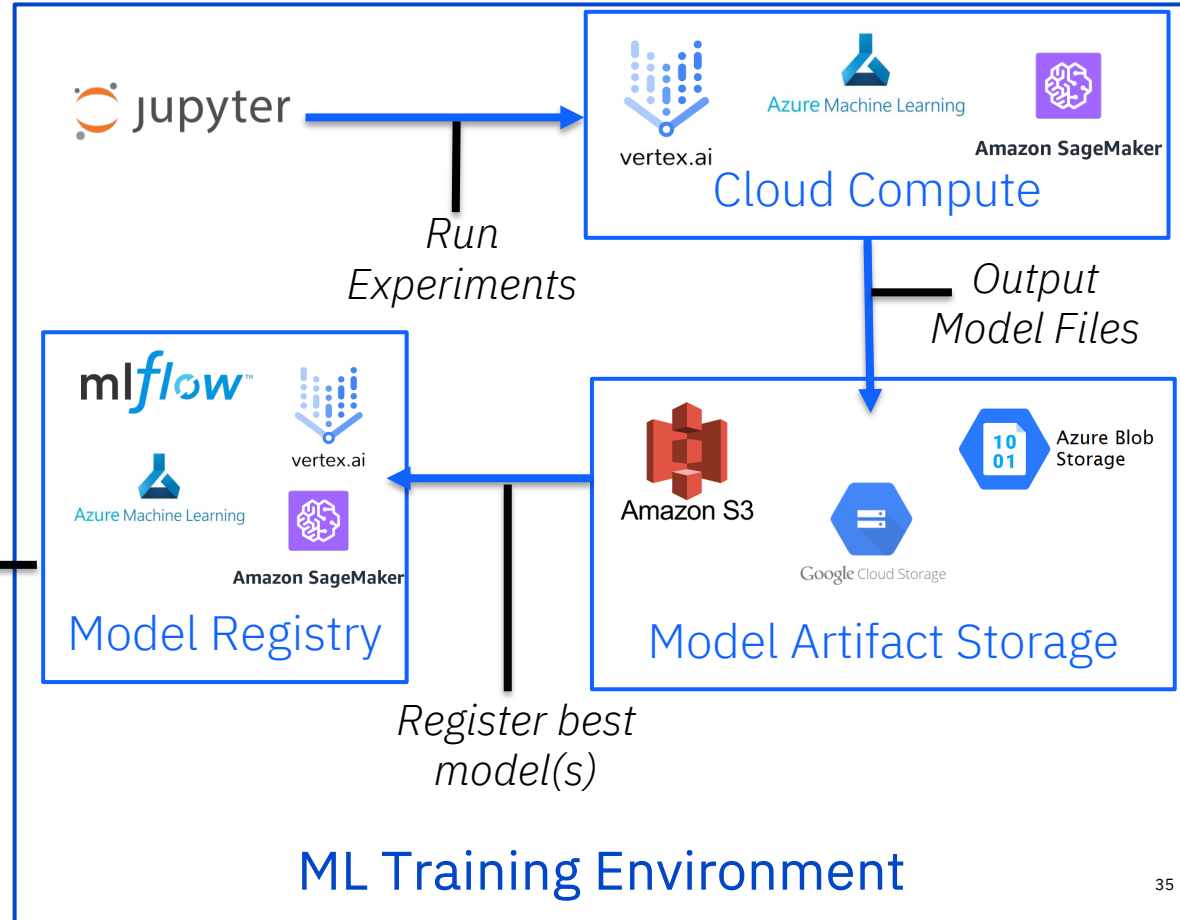 jupyter
vertex.ai
Azure Machine Learning
Amazon SageMaker
Cloud Compute
Run
Experiments
Output
Model Files
mlflow™
vertex.ai
Azure Machine Learning
Amazon SageMaker
Model Registry
Amazon S3
10
01
Azure Blob
Storage
Google Cloud Storage
Model Artifact Storage
Register best
model(s)
ML Training Environment
35